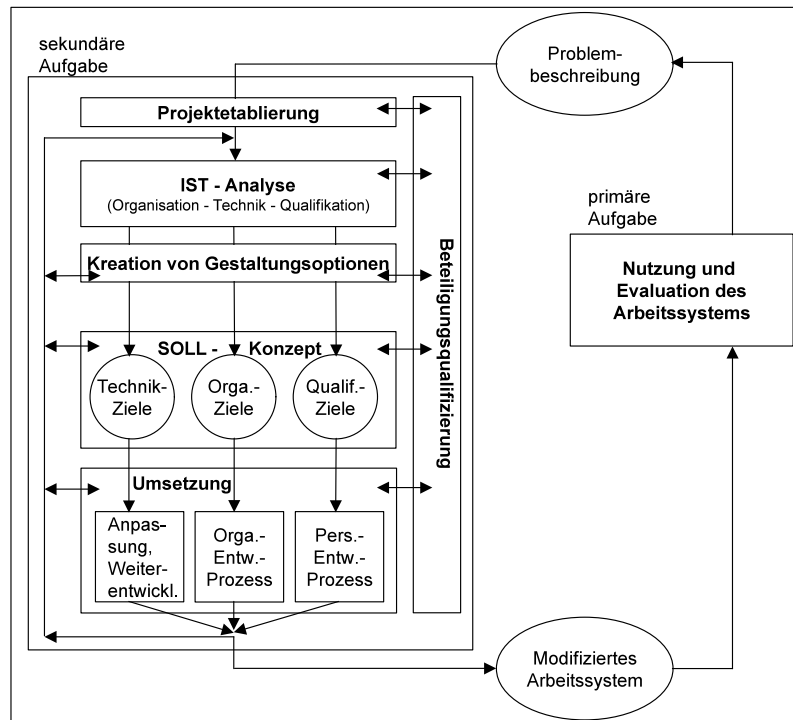 sekundäre
Aufgabe
Problem-
beschreibung
Projektetablierung
IST - Analyse
(Organisation - Technik - Qualifikation)
Kreation von Gestaltungsoptionen
SOLL - Konzept
Technik-
Ziele
Orga.-
Ziele
Qualif.-
Ziele
Umsetzung
Anpas-
sung,
Weiter-
entwickl.
Orga.-
Entw.-
Prozess
Pers.-
Entw.-
Prozess
Beteiligungsqualifizierung
primäre
Aufgabe
Nutzung und
Evaluation des
Arbeitssystems
Modifiziertes
Arbeitssystem